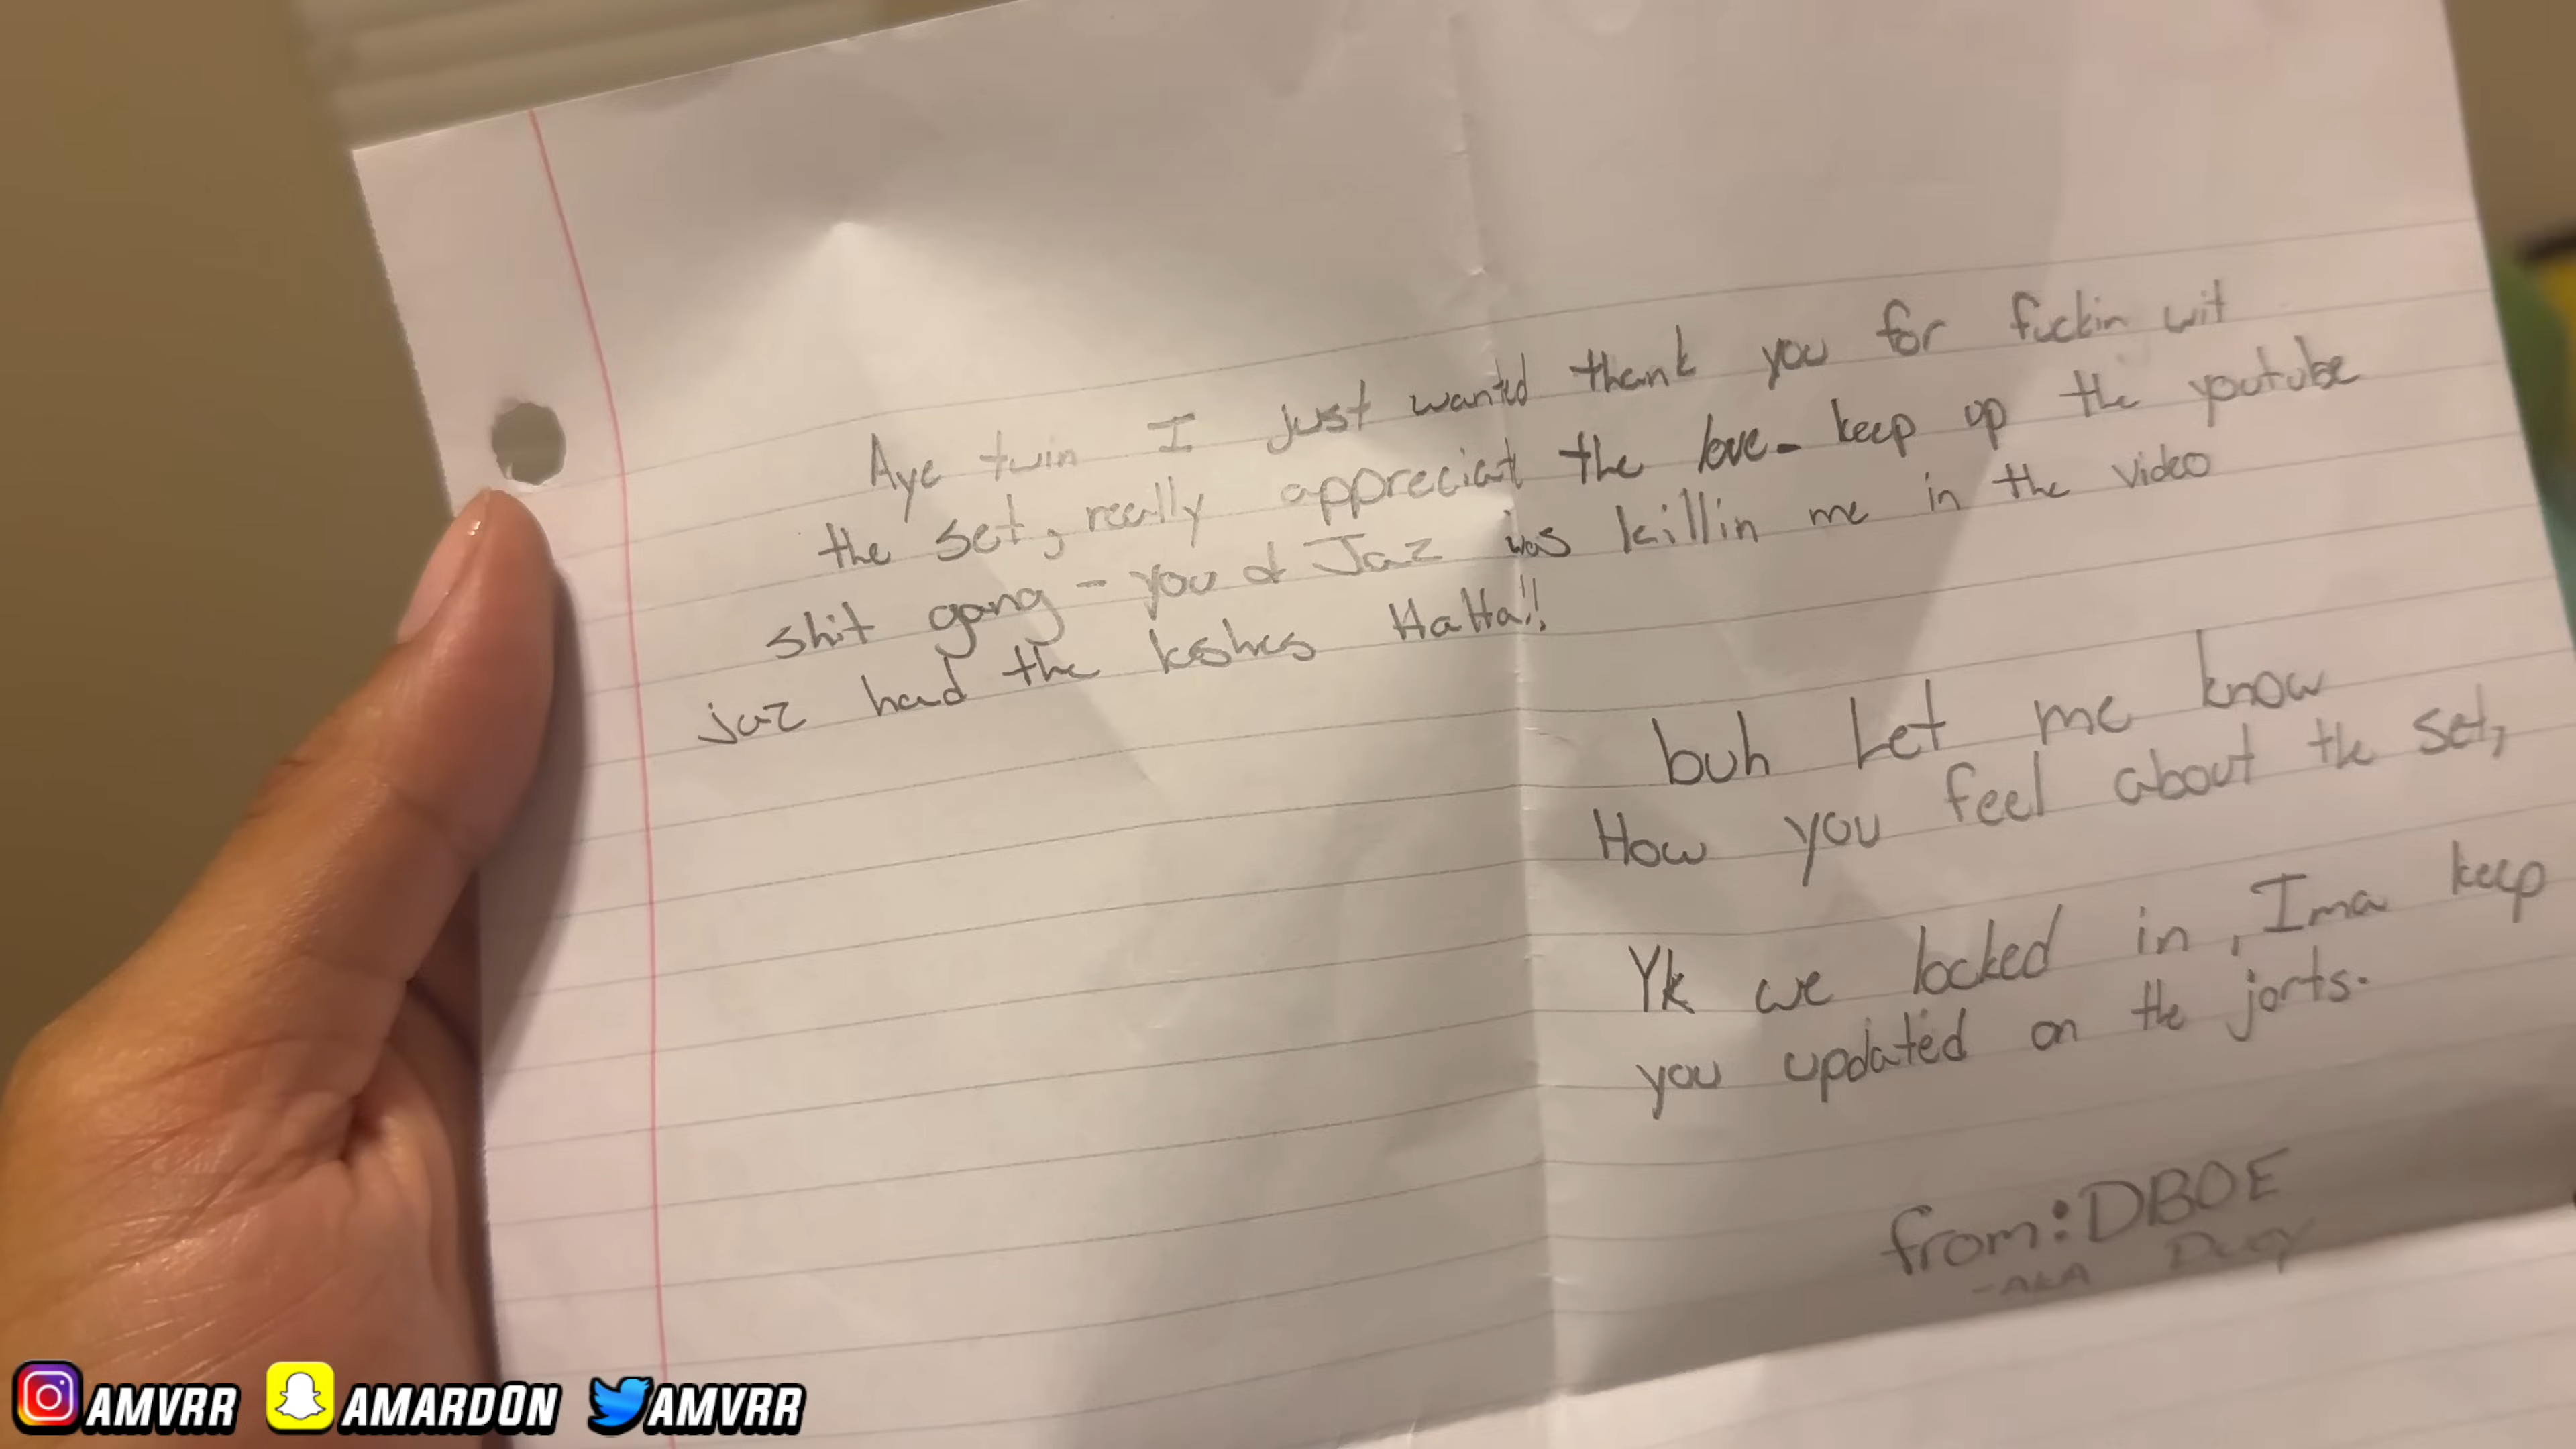 Aye twin I just wanted thank you for fuckin wit
the set, really appreciat the love - keep up the youtube
shit gang - you & Jaz was killin me in the video
jaz had the HaHa!!
buh Let me know
How you feel about the set,
Yk we locked in, Ima keep
you updated on the jorts.
from: DBOE
-AKA
AMVRR AMARDON AMVRR